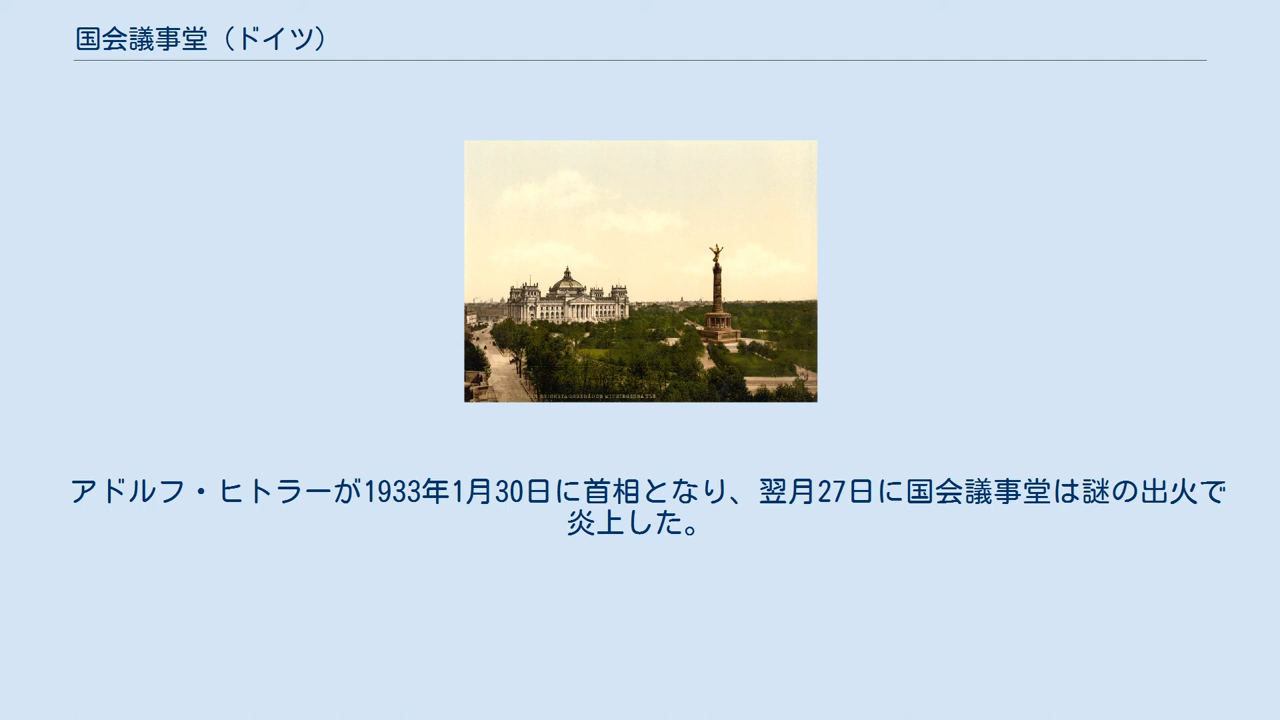 国会議事堂（ドイツ）
アドルフ・ヒトラーが1933年1月30日に首相となり、翌月27日に国会議事堂は謎の出火で
炎上した。